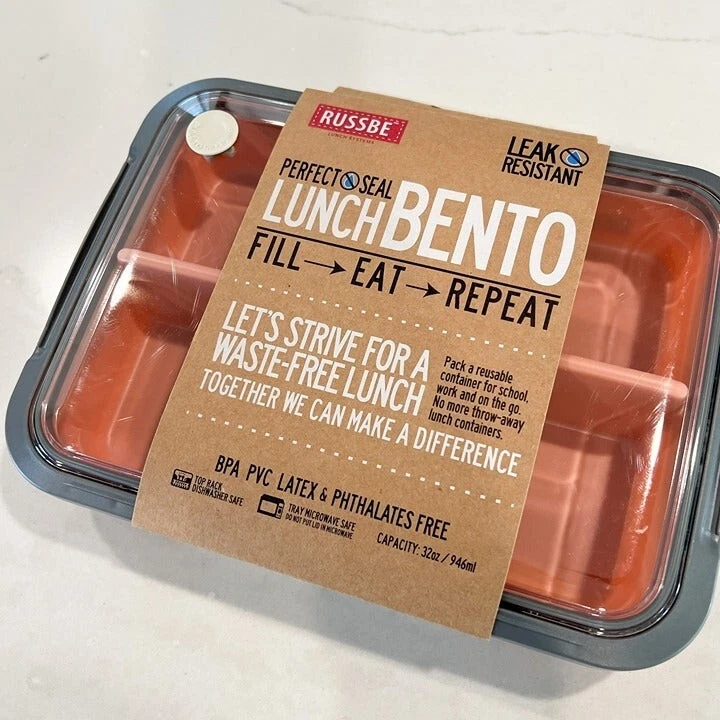 RUSSBE
LUNCH SYSTEMS
LEAK
RESISTANT
PERFECT SEAL
LUNCH BENTO
FILL → EAT → REPEAT
LET'S STRIVE FOR A
WASTE-FREE LUNCH
TOGETHER WE CAN MAKE A DIFFERENCE
Pack a reusable
container for school,
work and on the go.
No more throw-away
lunch containers.
BPA PVC LATEX & PHTHALATES FREE
TOP RACK
DISHWASHER SAFE
TRAY MICROWAVE SAFE
DO NOT PUT LID IN MICROWAVE
CAPACITY: 32oz / 946ml